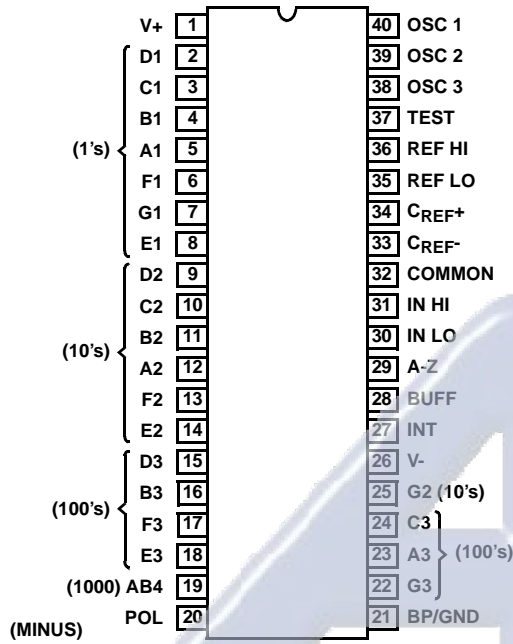 V+ 1 40 OSC 1
D1 2 39 OSC 2
C1 3 38 OSC 3
B1 4 37 TEST
(1's) A1 5 36 REF HI
F1 6 35 REF LO
G1 7 34 CREF+
E1 8 33 CREF-
D2 9 32 COMMON
C2 10 31 IN HI
B2 11 30 IN LO
(10's) A2 12 29 A-Z
F2 13 28 BUFF
E2 14 27 INT
D3 15 26 V-
B3 16 25 G2 (10's)
(100's) F3 17 24 C3
E3 18 23 A3 (100's)
(1000) AB4 19 22 G3
POL 20 21 BP/GND
(MINUS)